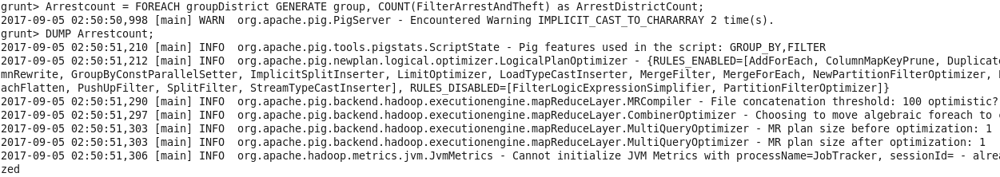 grunt> Arrestcount = FOREACH groupDistrict GENERATE group, COUNT(FilterArrestAndTheft) as ArrestDistrictCount;
2017-09-05 02:50:50,998 [main] WARN  org.apache.pig.PigServer - Encountered Warning IMPLICIT_CAST_TO_CHARARRAY 2 time(s).
grunt> DUMP Arrestcount;
2017-09-05 02:50:51,210 [main] INFO  org.apache.pig.tools.pigstats.ScriptState - Pig features used in the script: GROUP_BY,FILTER
2017-09-05 02:50:51,212 [main] INFO  org.apache.pig.newplan.logical.optimizer.LogicalPlanOptimizer - {RULES_ENABLED=[AddForEach, ColumnMapKeyPrune, Duplicate
mnRewrite, GroupByConstParallelSetter, ImplicitSplitInserter, LimitOptimizer, LoadTypeCastInserter, MergeFilter, MergeForEach, NewPartitionFilterOptimizer,
achFlatten, PushUpFilter, SplitFilter, StreamTypeCastInserter], RULES_DISABLED=[FilterLogicExpressionSimplifier, PartitionFilterOptimizer]}
2017-09-05 02:50:51,290 [main] INFO  org.apache.pig.backend.hadoop.executionengine.mapReduceLayer.MRCompiler - File concatenation threshold: 100 optimistic?
2017-09-05 02:50:51,297 [main] INFO  org.apache.pig.backend.hadoop.executionengine.mapReduceLayer.CombinerOptimizer - Choosing to move algebraic foreach to
2017-09-05 02:50:51,303 [main] INFO  org.apache.pig.backend.hadoop.executionengine.mapReduceLayer.MultiQueryOptimizer - MR plan size before optimization: 1
2017-09-05 02:50:51,303 [main] INFO  org.apache.pig.backend.hadoop.executionengine.mapReduceLayer.MultiQueryOptimizer - MR plan size after optimization: 1
2017-09-05 02:50:51,306 [main] INFO  org.apache.hadoop.metrics.jvm.JvmMetrics - Cannot initialize JVM Metrics with processName=JobTracker, sessionId= - alrea
zed